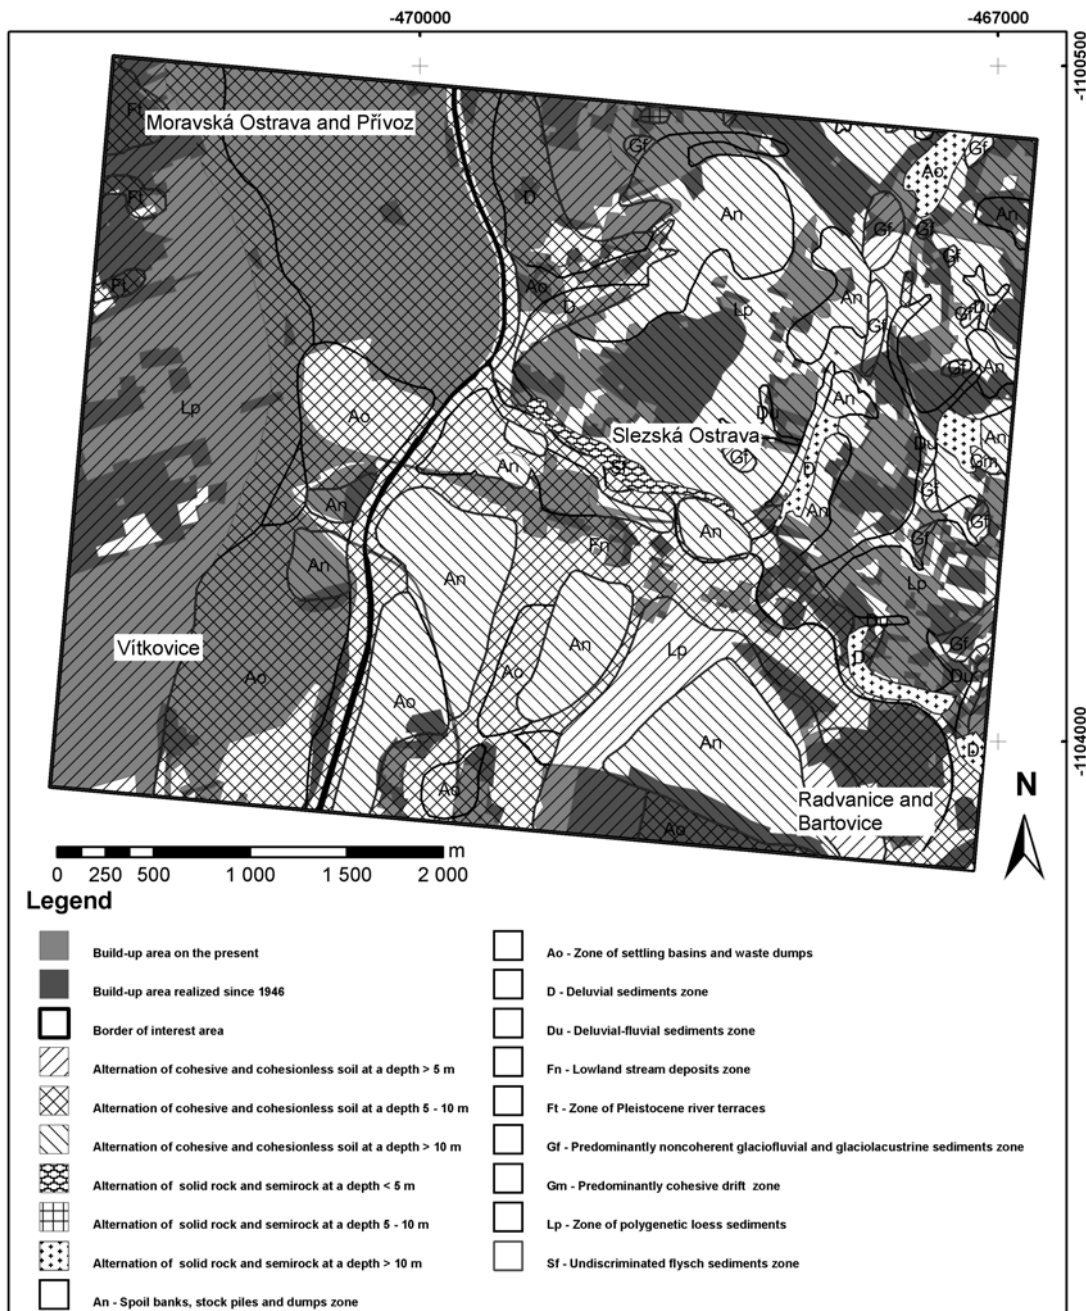 -470000
-467000
-1100500
Ft
Moravská Ostrava and Přívoz
Gf
Gf
Ao
Ft
D
An
An
Gf
Gf
Gf
Ft
Ao
D
Lp
An
Gf
Gf
Du
Gf
An
Lp
Ao
Du
An
Slezská Ostrava
Du
An
An
Sf
Gf
D
Gm
An
Gf
An
An
Gf
Fn
Gf
An
An
Lp
Vítkovice
An
Lp
D
Gf
Ao
Ao
D
Du
Ao
An
D
-1104000
Ao
Radvanice and
Bartovice
Ao
N
m
0 250 500 1 000 1 500 2 000
Legend
Build-up area on the present
Build-up area realized since 1946
Border of interest area
Alternation of cohesive and cohesionless soil at a depth > 5 m
Alternation of cohesive and cohesionless soil at a depth 5 - 10 m
Alternation of cohesive and cohesionless soil at a depth > 10 m
Alternation of solid rock and semirock at a depth < 5 m
Alternation of solid rock and semirock at a depth 5 - 10 m
Alternation of solid rock and semirock at a depth > 10 m
An - Spoil banks, stock piles and dumps zone
Ao - Zone of settling basins and waste dumps
D - Deluvial sediments zone
Du - Deluvial-fluvial sediments zone
Fn - Lowland stream deposits zone
Ft - Zone of Pleistocene river terraces
Gf - Predominantly noncoherent glaciofluvial and glaciolacustrine sediments zone
Gm - Predominantly cohesive drift zone
Lp - Zone of polygenetic loess sediments
Sf - Undiscriminated flysch sediments zone